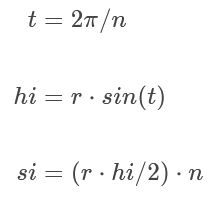 t = 2π/n
hi = r · sin(t)
si = (r · hi/2) · n